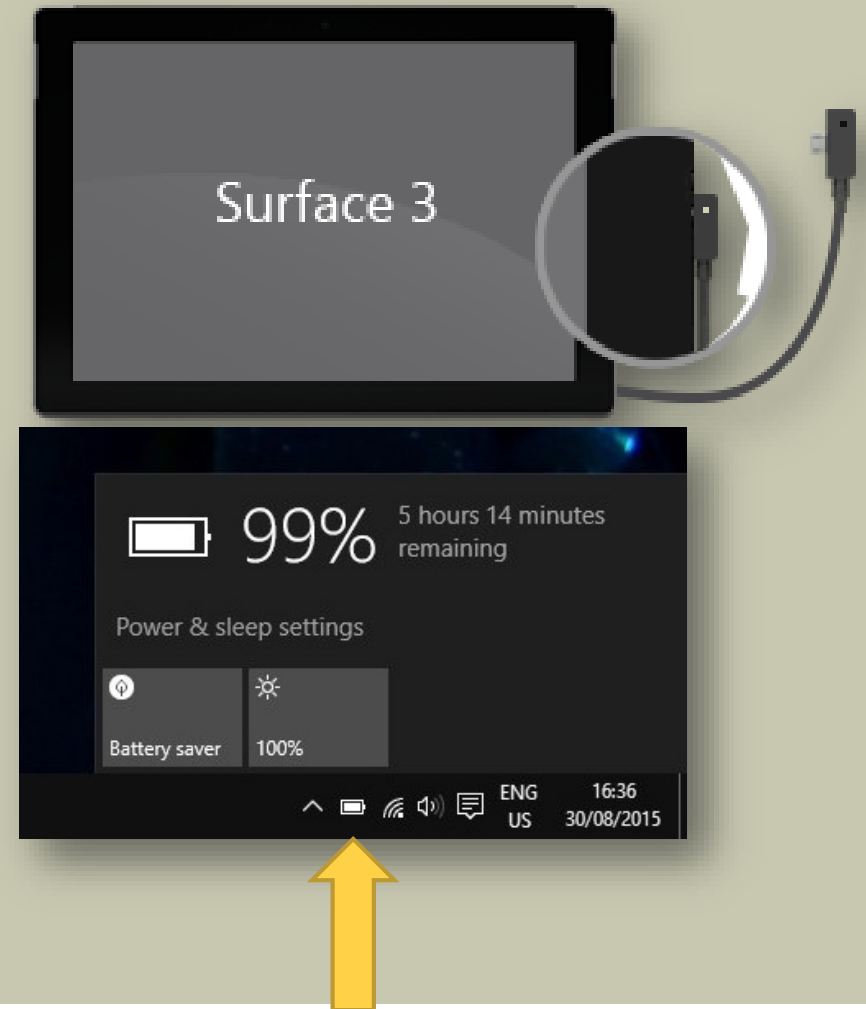 Surface 3
99%
5 hours 14 minutes
remaining
Power & sleep settings
Battery saver
100%
ENG
US
16:36
30/08/2015